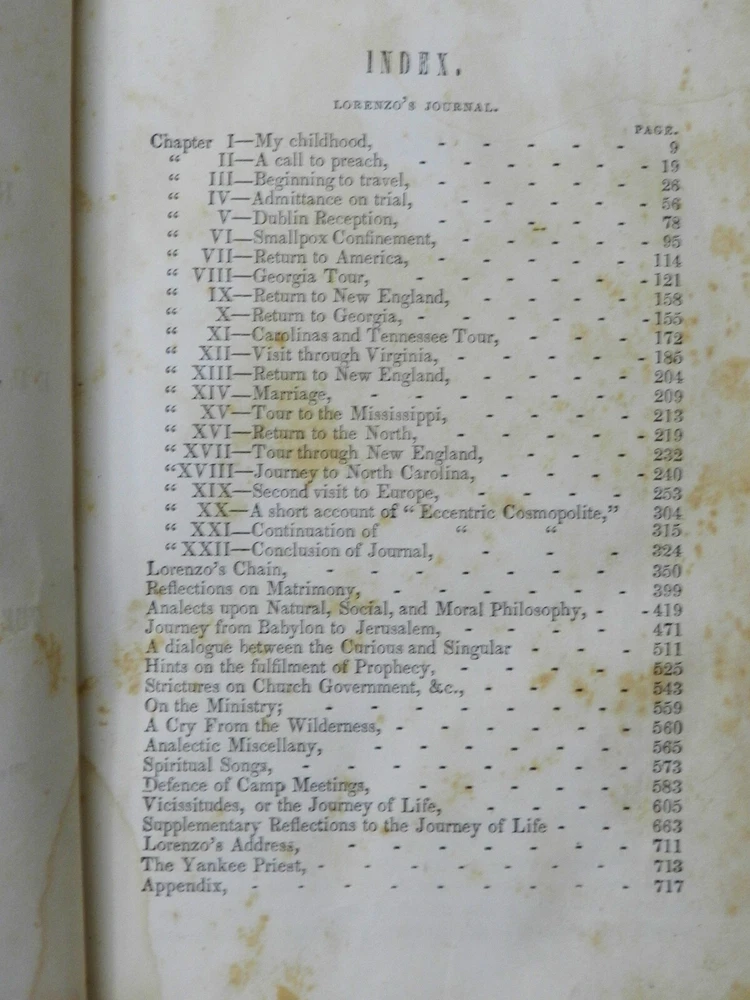 INDEX.
LORENZO'S JOURNAL.
PAGE.
Chapter I—My childhood, - - - - - 9
“ II—A call to preach, - - - - - - 19
“ III—Beginning to travel, - - - - - - 26
“ IV—Admittance on trial, - - - - - 56
“ V—Dublin Reception, - - - - - - 78
“ VI—Smallpox Confinement, - - - - - 95
“ VII—Return to America, - - - - - 114
“ VIII—Georgia Tour, - - - - - - 121
“ IX—Return to New England, - - - - 158
“ X—Return to Georgia, - - - - - - 155
“ XI—Carolinas and Tennessee Tour, - - - 172
“ XII—Visit through Virginia, - - - - - 185
“ XIII—Return to New England, - - - - 204
“ XIV—Marriage, - - - - - - 209
“ XV—Tour to the Mississippi, - - - - 213
“ XVI—Return to the North, - - - - - 219
“ XVII—Tour through New England, - - - - 232
“XVIII—Journey to North Carolina, - - - - 240
“ XIX—Second visit to Europe, - - - - 253
“ XX—A short account of “ Eccentric Cosmopolite,” 304
“ XXI—Continuation of “ “ 315
“ XXII—Conclusion of Journal, - - - 324
Lorenzo's Chain, - - - - - - - - 350
Reflections on Matrimony, - - - - - - 399
Analects upon Natural, Social, and Moral Philosophy, - - 419
Journey from Babylon to Jerusalem, - - - - 471
A dialogue between the Curious and Singular - - - 511
Hints on the fulfilment of Prophecy, - - - - 525
Strictures on Church Government, &c., - - - - 543
On the Ministry; - - - - - - - 559
A Cry From the Wilderness, - - - - - - 560
Analectic Miscellany, - - - - - - 565
Spiritual Songs, - - - - - - - - 573
Defence of Camp Meetings, - - - - - 583
Vicissitudes, or the Journey of Life, - - - - 605
Supplementary Reflections to the Journey of Life - - 663
Lorenzo's Address, - - - - - - - 711
The Yankee Priest, - - - - - - - - 713
Appendix, - - - - - - - - - 717